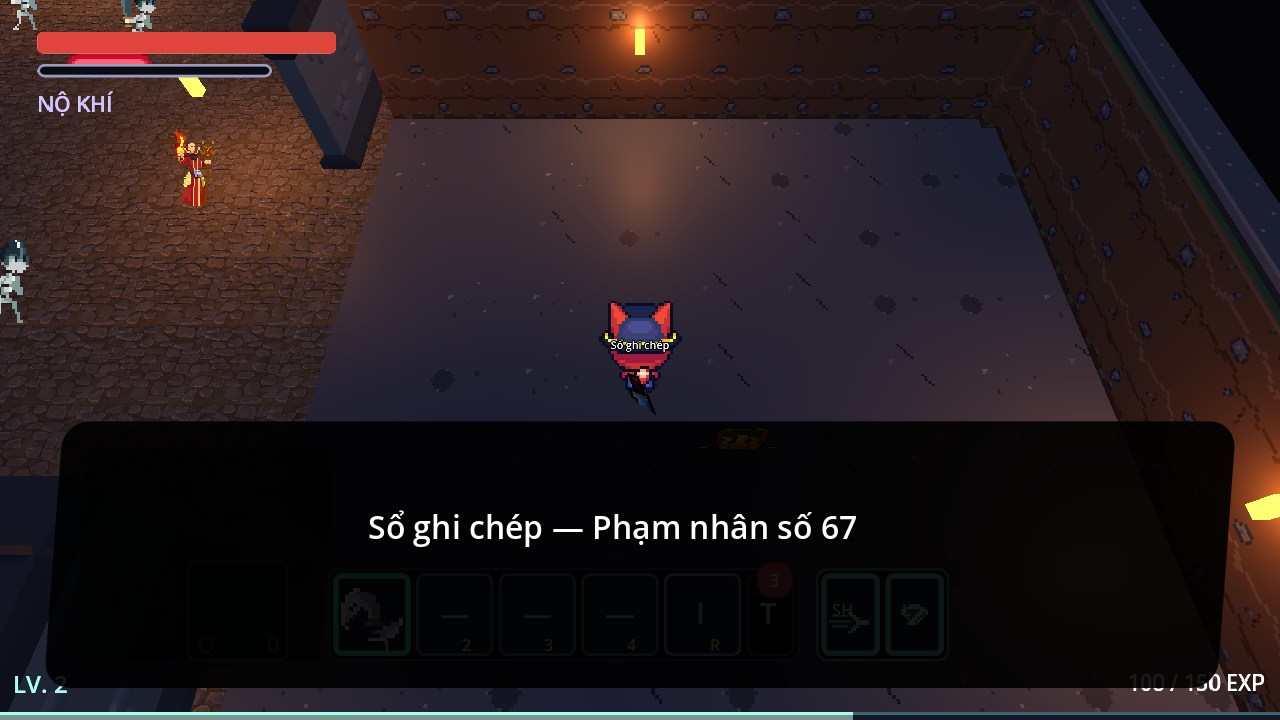 NỘ KHÍ
Sổ ghi chép
Sổ ghi chép — Phạm nhân số 67
3
SH
T
Q 0
1
2
3
4
R
LV. 2
100 / 150 EXP